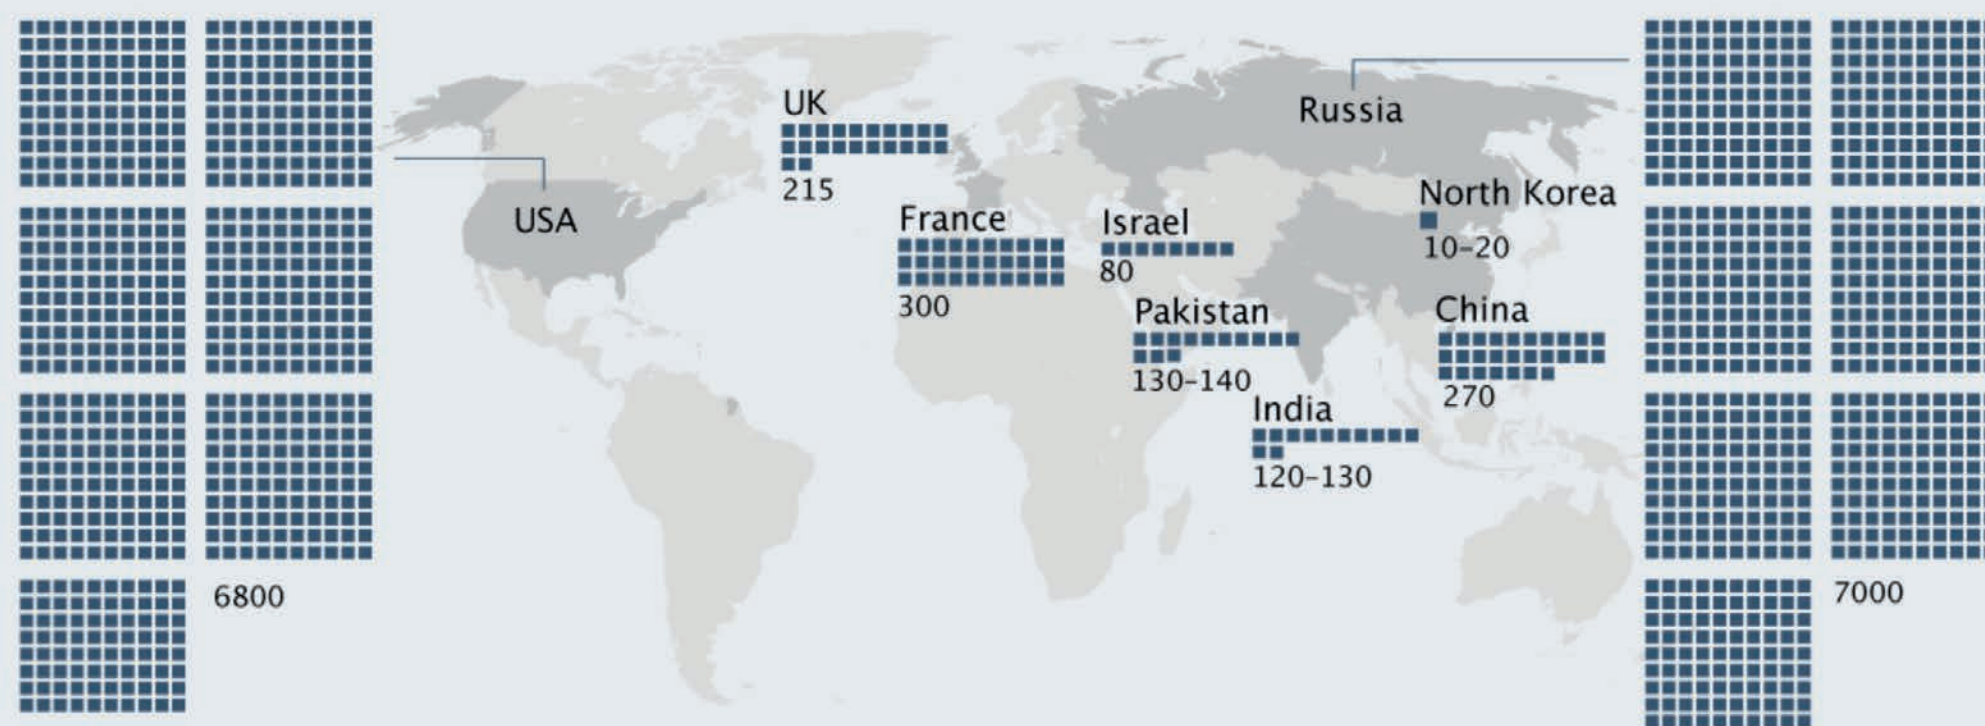 UK
215
Russia
USA
France
300
Israel
80
North Korea
10–20
Pakistan
130–140
China
270
India
120–130
6800
7000